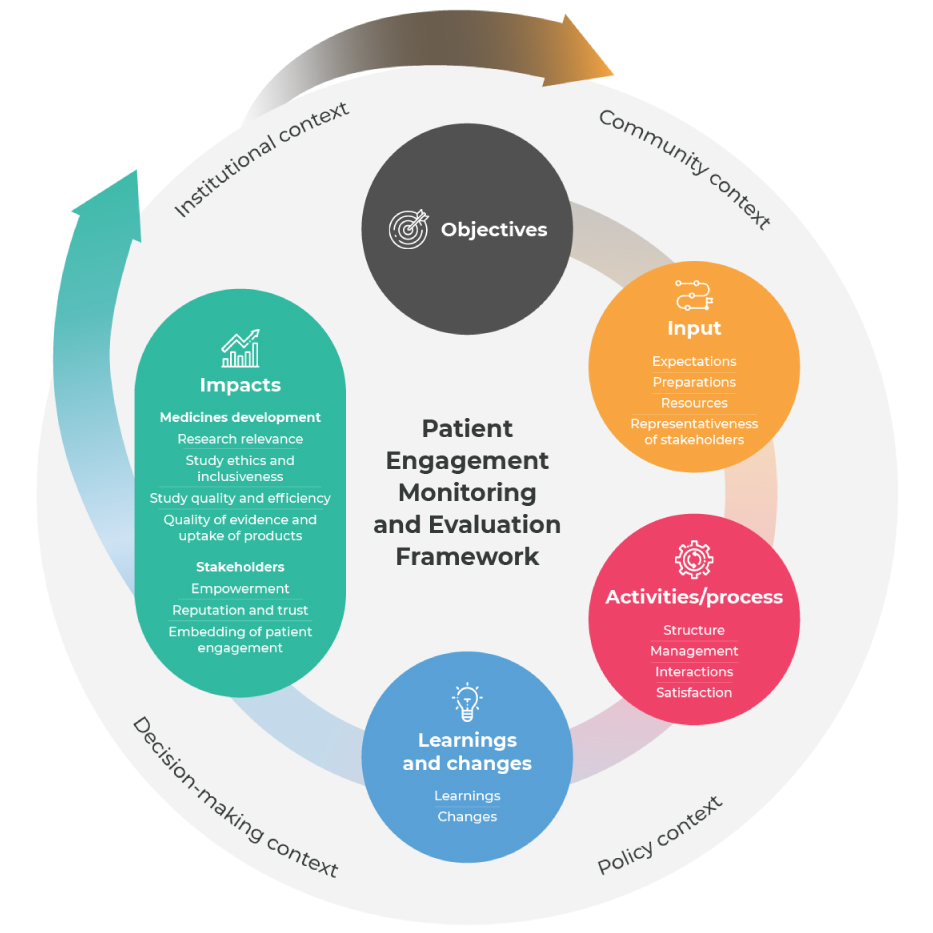 Institutional context
Community context
Objectives
Input
Expectations
Preparations
Resources
Representativeness
of stakeholders
Impacts
Medicines development
Research relevance
Study ethics and
inclusiveness
Study quality and efficiency
Quality of evidence and
uptake of products
Stakeholders
Empowerment
Reputation and trust
Embedding of patient
engagement
Patient
Engagement
Monitoring
and Evaluation
Framework
Activities/process
Structure
Management
Interactions
Satisfaction
Learnings
and changes
Learnings
Changes
Decision-making context
Policy context